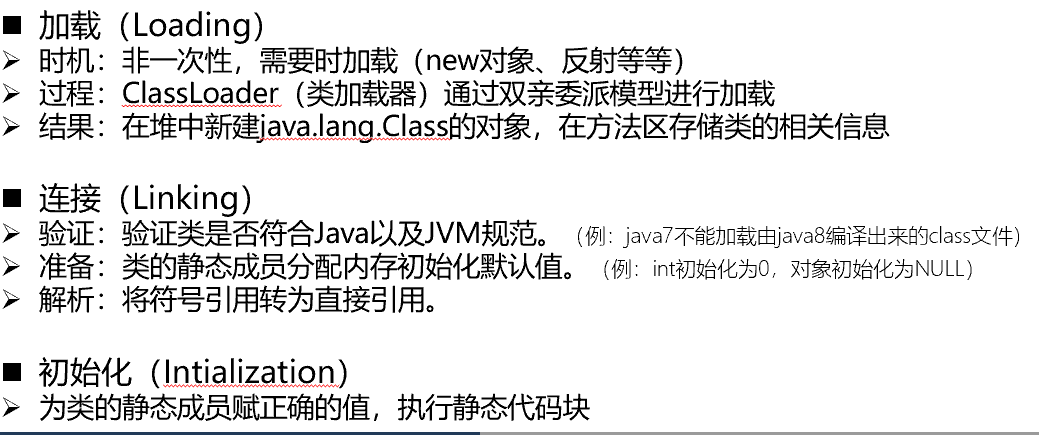 ■ 加载（Loading）
➢ 时机：非一次性，需要时加载（new对象、反射等等）
➢ 过程：ClassLoader（类加载器）通过双亲委派模型进行加载
➢ 结果：在堆中新建java.lang.Class的对象，在方法区存储类的相关信息
■ 连接（Linking）
➢ 验证：验证类是否符合Java以及JVM规范。（例：java7不能加载由java8编译出来的class文件）
➢ 准备：类的静态成员分配内存初始化默认值。（例：int初始化为0，对象初始化为NULL）
➢ 解析：将符号引用转为直接引用。
■ 初始化（Intialization）
➢ 为类的静态成员赋正确的值，执行静态代码块